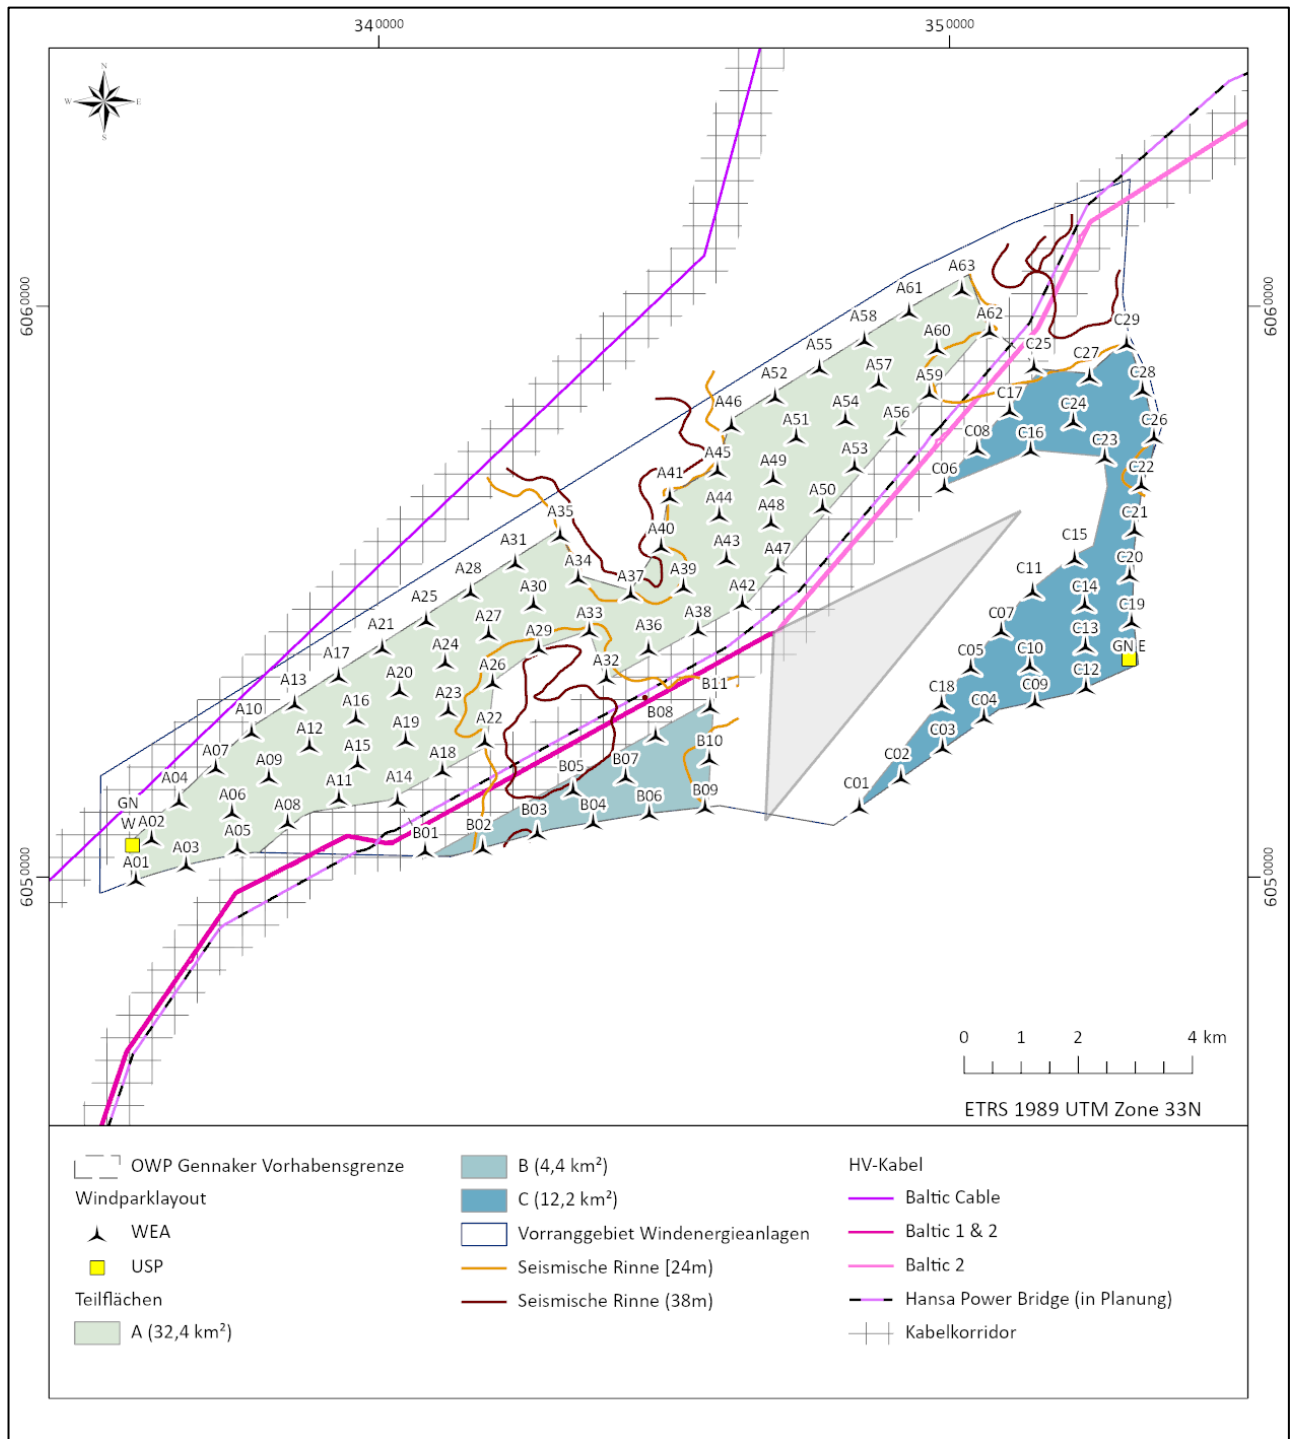 340000 350000
N
W E
S
6060000 6060000
A63
A61
A62
C29
A58
A60
C25
C27
A55
A57
A59
C28
A52
C17
A46
A54
A56
C24
C26
A51
C08
C16
A45
A53
C23
A41
A49
C06
C22
A35
A44
A48
A50
C21
A40
A31
A43
A47
C15
C20
A34
A37
A39
A28
C11
C14
A30
A42
C19
A25
A33
A38
C07
A27
A36
C13
A21
A29
GN E
A24
C05
C10
A17
A26
A32
C12
A20
B11
C18
A13
A23
C09
A16
A22
B08
C04
A10
A12
A19
B10
C03
A07
A15
A18
B07
A09
B05
C02
A04
A11
A14
B09
GN
A06
A08
B03
B04
B06
C01
W
A02
A05
B01
B02
A01
A03
6050000 6050000
0 1 2 4 km
ETRS 1989 UTM Zone 33N
OWP Gennaker Vorhabensgrenze
Windparklayout
WEA
USP
Teilflächen
A (32,4 km²)
B (4,4 km²)
C (12,2 km²)
Vorranggebiet Windenergieanlagen
Seismische Rinne [24m)
Seismische Rinne (38m)
HV-Kabel
Baltic Cable
Baltic 1 & 2
Baltic 2
Hansa Power Bridge (in Planung)
Kabelkorridor